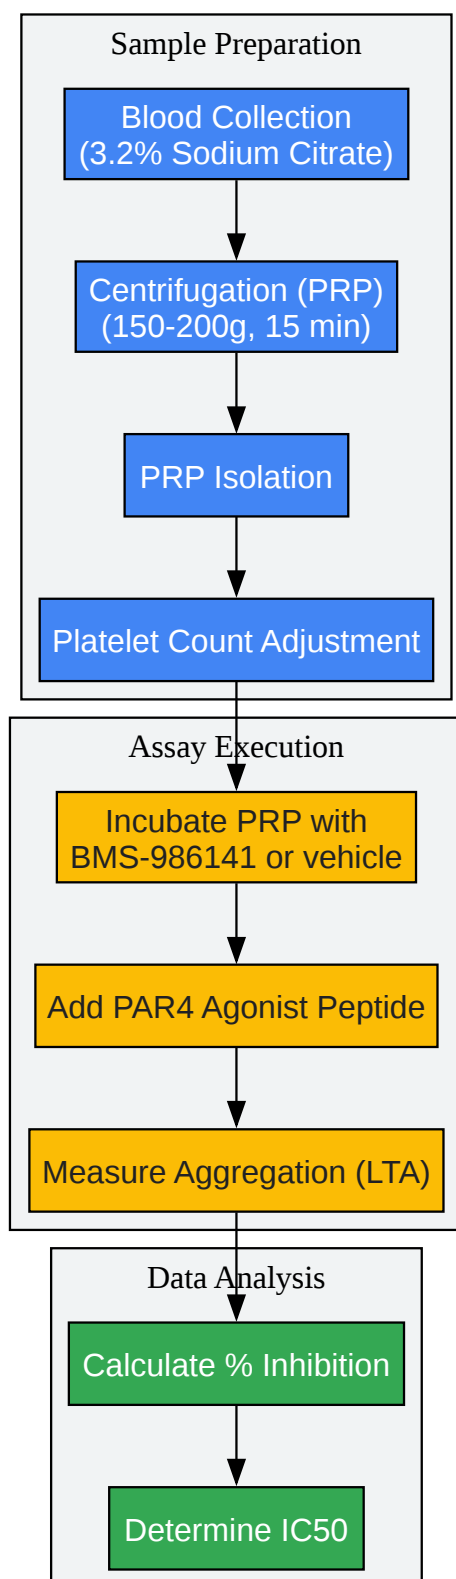 Sample Preparation
Blood Collection
(3.2% Sodium Citrate)
Centrifugation (PRP)
(150-200g, 15 min)
PRP Isolation
Platelet Count Adjustment
Assay Execution
Incubate PRP with
BMS-986141 or vehicle
Add PAR4 Agonist Peptide
Measure Aggregation (LTA)
Data Analysis
Calculate % Inhibition
Determine IC50